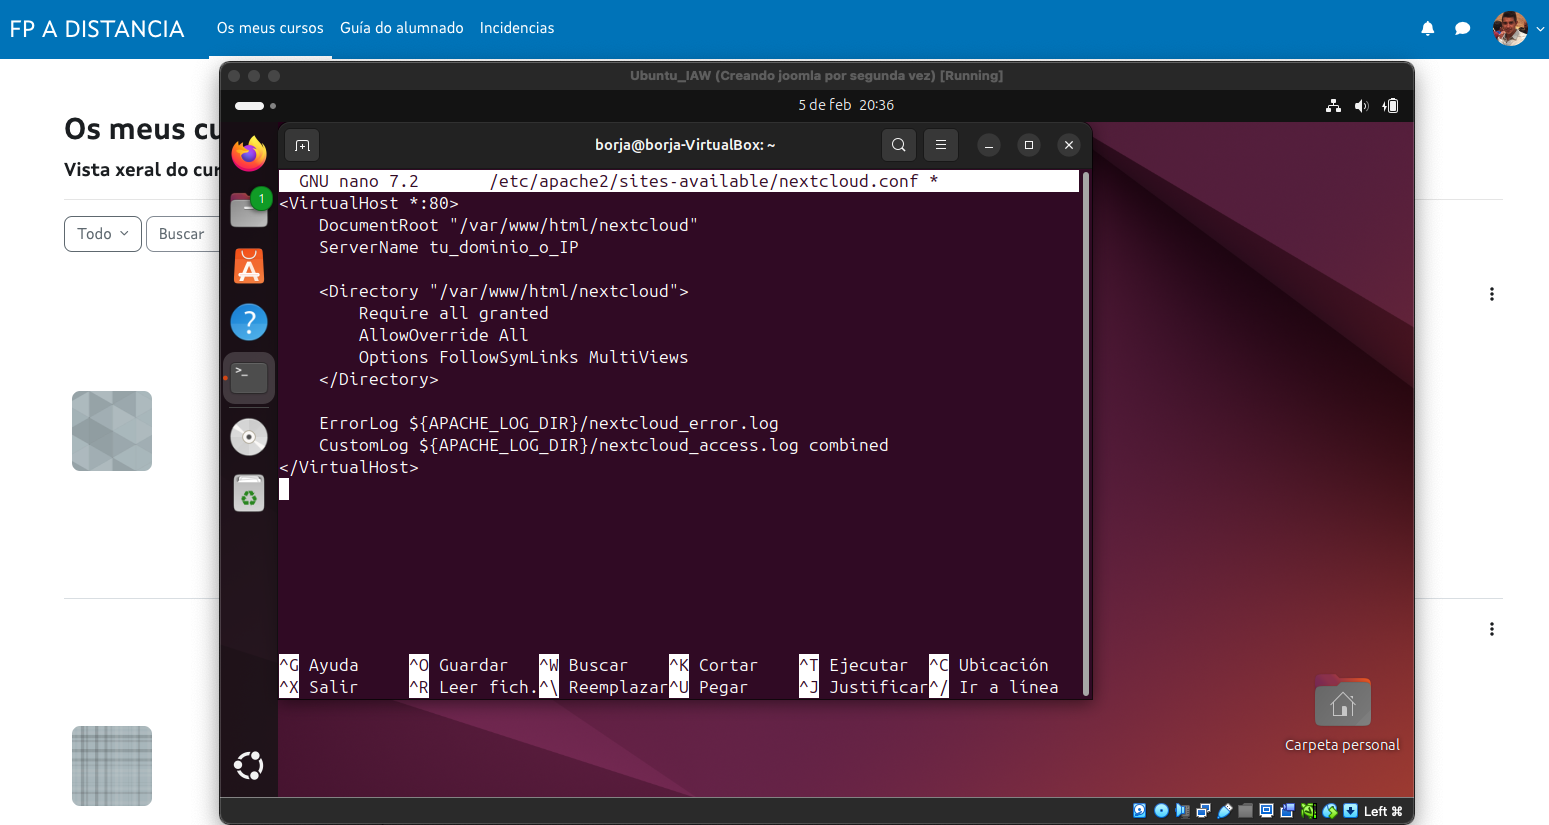 FP A DISTANCIA
Os meus cursos
Guía do alumnado
Incidencias
Os meus cu
Vista xeral do cur
Todo
Buscar
Ubuntu_IAW (Creando joomla por segunda vez) [Running]
5 de feb 20:36
borja@borja-VirtualBox: ~
1
GNU nano 7.2 /etc/apache2/sites-available/nextcloud.conf *
<VirtualHost *:80>
DocumentRoot "/var/www/html/nextcloud"
ServerName tu_dominio_o_IP
<Directory "/var/www/html/nextcloud">
Require all granted
AllowOverride All
Options FollowSymLinks MultiViews
</Directory>
ErrorLog ${APACHE_LOG_DIR}/nextcloud_error.log
CustomLog ${APACHE_LOG_DIR}/nextcloud_access.log combined
</VirtualHost>
^G Ayuda ^O Guardar ^W Buscar ^K Cortar ^T Ejecutar ^C Ubicación
^X Salir ^R Leer fich. ^\ Reemplazar ^U Pegar ^J Justificar ^/ Ir a línea
Carpeta personal
Left ⌘